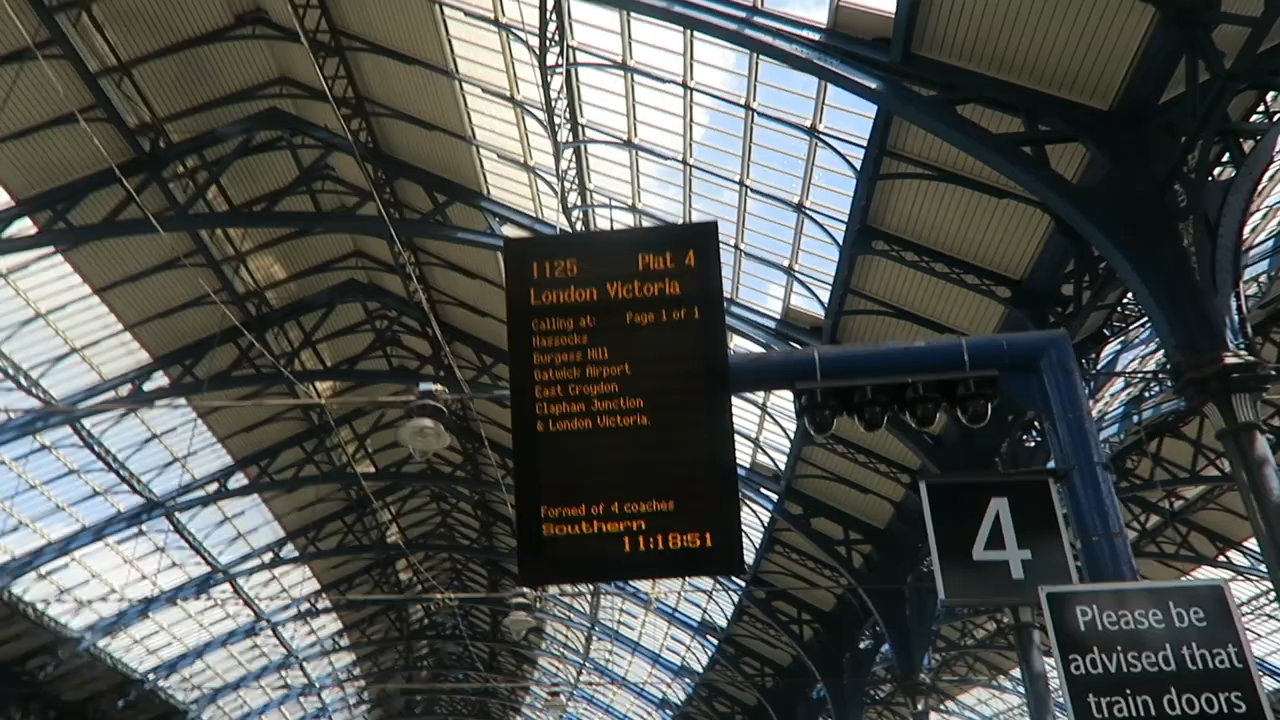 1125 Plat 4
London Victoria
Calling at: Page 1 of 1
Hassocks
Burgess Hill
Gatwick Airport
East Croydon
Clapham Junction
& London Victoria.
Formed of 4 coaches
Southern
11:18:51
4
Please be
advised that
train doors